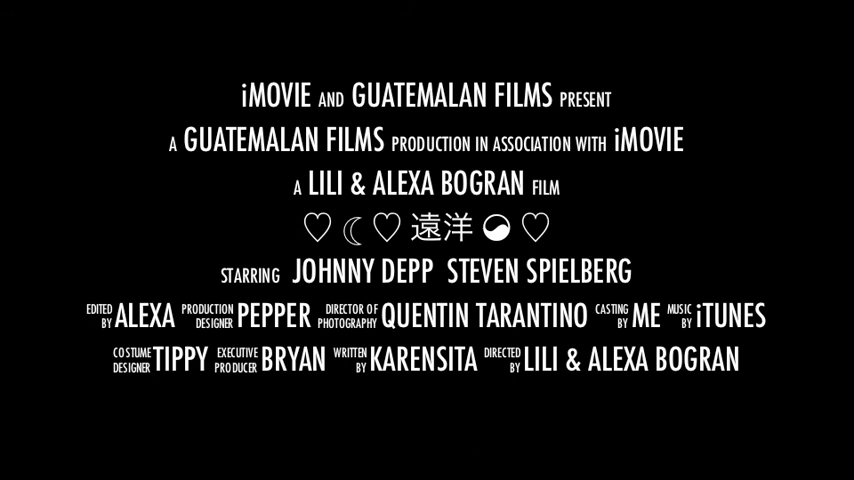 iMOVIE AND GUATEMALAN FILMS PRESENT
A GUATEMALAN FILMS PRODUCTION IN ASSOCIATION WITH iMOVIE
A LILI & ALEXA BOGRAN FILM
♡ ☾ ♡ 遠洋 ☯ ♡
STARRING JOHNNY DEPP STEVEN SPIELBERG
EDITED BY ALEXA PRODUCTION DESIGNER PEPPER DIRECTOR OF PHOTOGRAPHY QUENTIN TARANTINO CASTING BY ME MUSIC BY iTUNES
COSTUME DESIGNER TIPPY EXECUTIVE PRODUCER BRYAN WRITTEN BY KARENSITA DIRECTED BY LILI & ALEXA BOGRAN